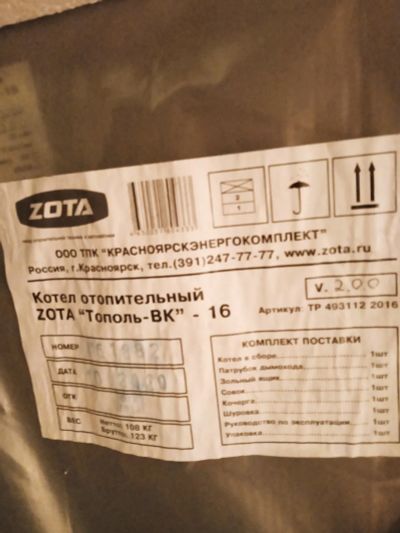 ZOTA
ООО ТПК "КРАСНОЯРСКЭНЕРГОКОМПЛЕКТ"
Россия, г.Красноярск, тел.(391)247-77-77, www.zota.ru
Котел отопительный
ZOTA "Тополь-ВК" - 16
v. 2.00
Артикул: TP 493112 2016
НОМЕР
ДАТА
ОТК
ВЕС
Нетто: 108 КГ
Брутто: 123 КГ
КОМПЛЕКТ ПОСТАВКИ
Котел в сборе 1шт
Патрубок дымохода 1шт
Зольный ящик 1шт
Совок 1шт
Кочерга 1шт
Шуровка 1шт
Руководство по эксплуатации 1шт
Упаковка 1шт